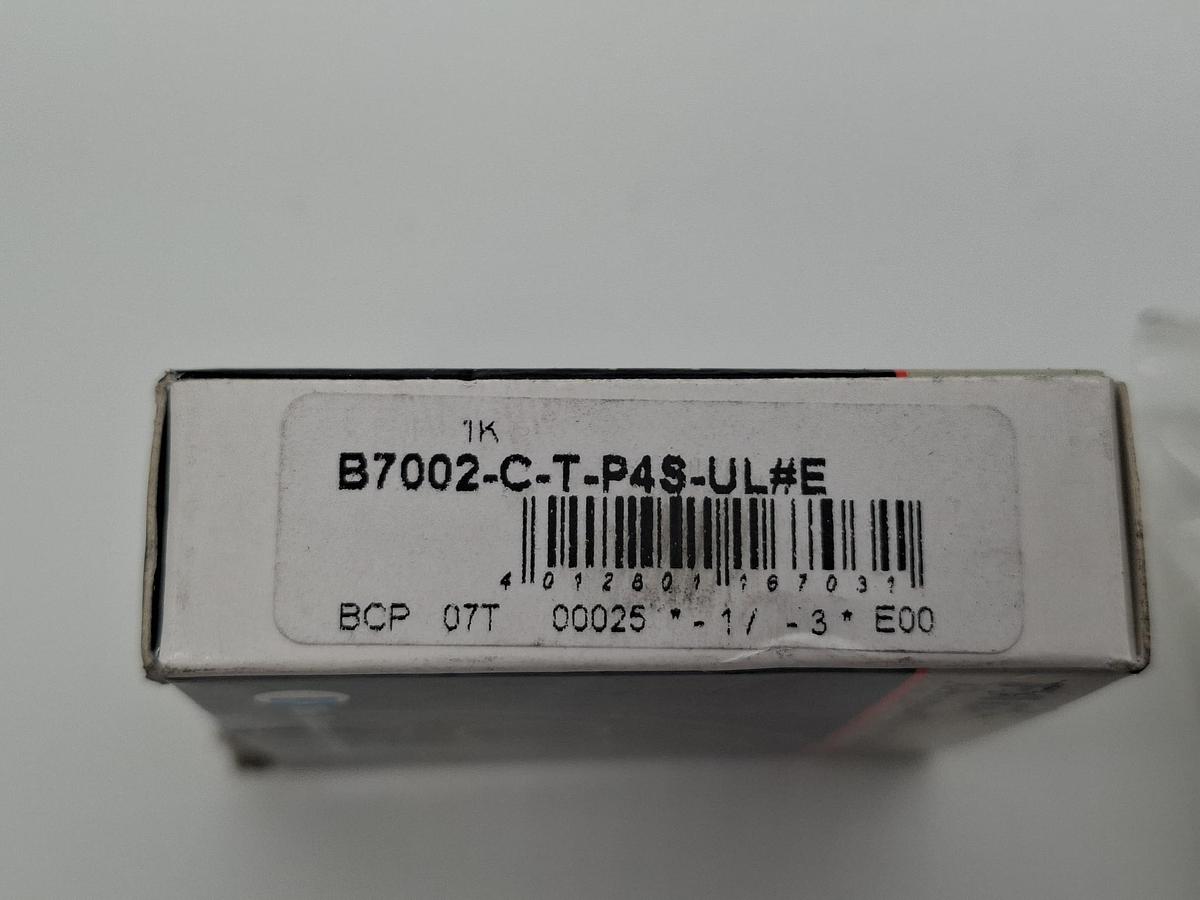 1K
B7002-C-T-P4S-UL#E
4 012801 167031
BCP 07T 00025 *-1/ -3* E00